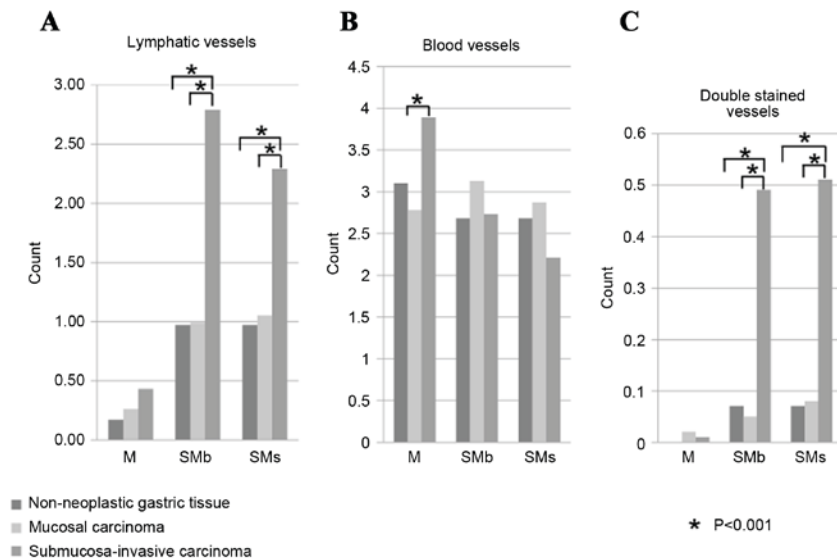 A
Lymphatic vessels
Count
3.00
2.50
2.00
1.50
1.00
0.50
0.00
* *
* *
M SMb SMs
B
Blood vessels
Count
4.5
4
3.5
3
2.5
2
1.5
1
0.5
0
*
M SMb SMs
C
Double stained
vessels
Count
0.6
0.5
0.4
0.3
0.2
0.1
0
* *
* *
M SMb SMs
Non-neoplastic gastric tissue
Mucosal carcinoma
Submucosa-invasive carcinoma
* P<0.001